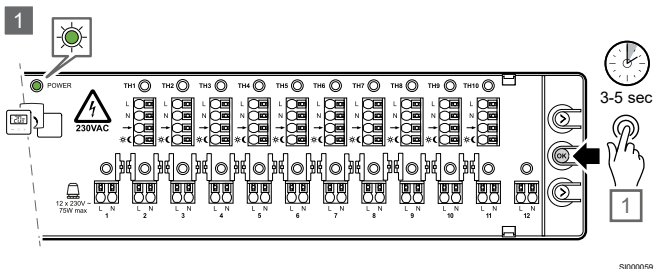 1
POWER
TH1 TH2 TH3 TH4 TH5 TH6 TH7 TH8 TH9 TH10
L
N
230VAC
3-5 sec
OK
1
12 x 230V ~
75W max
L N L N L N L N L N L N L N L N L N L N L N L N
1 2 3 4 5 6 7 8 9 10 11 12
SI000059